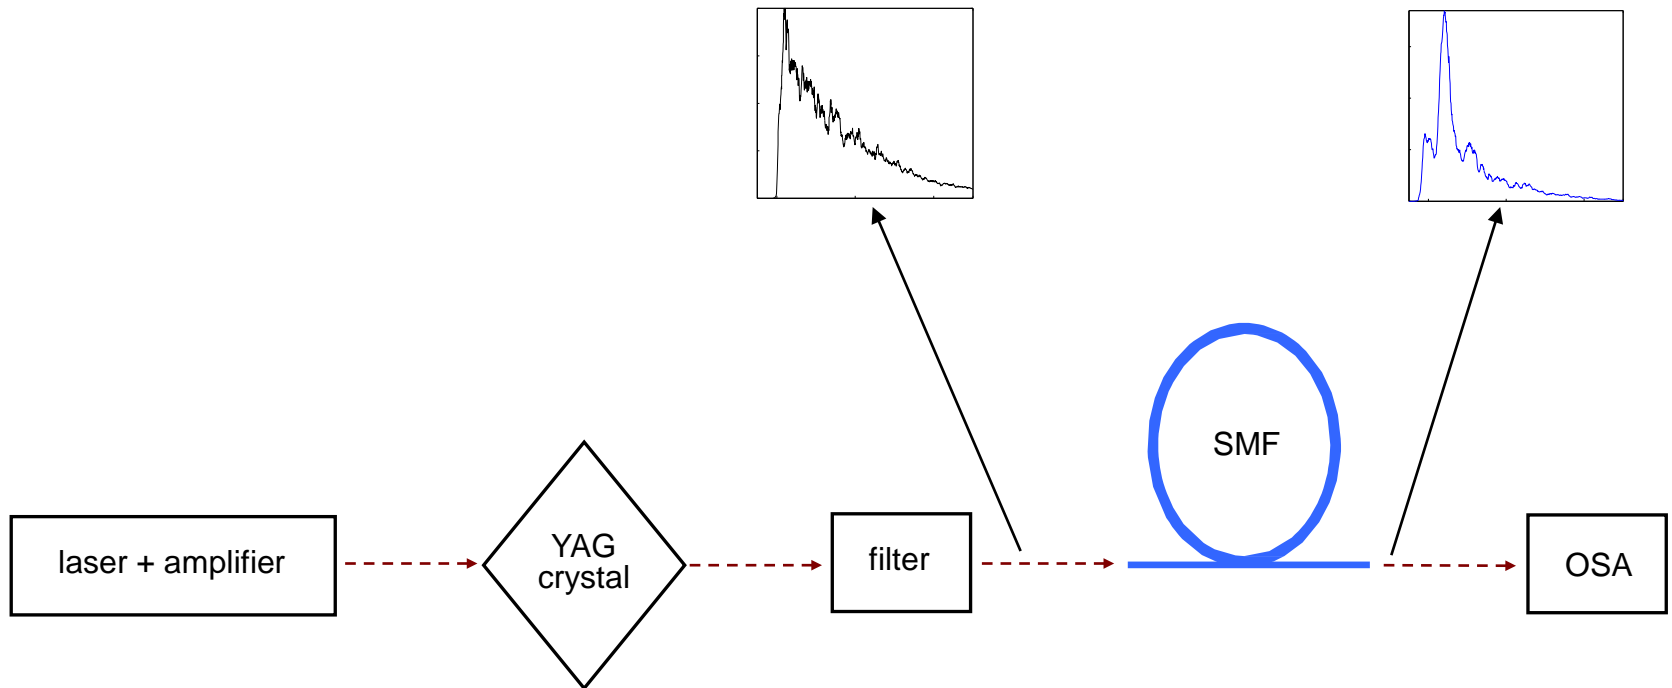 laser + amplifier
YAG
crystal
filter
SMF
OSA